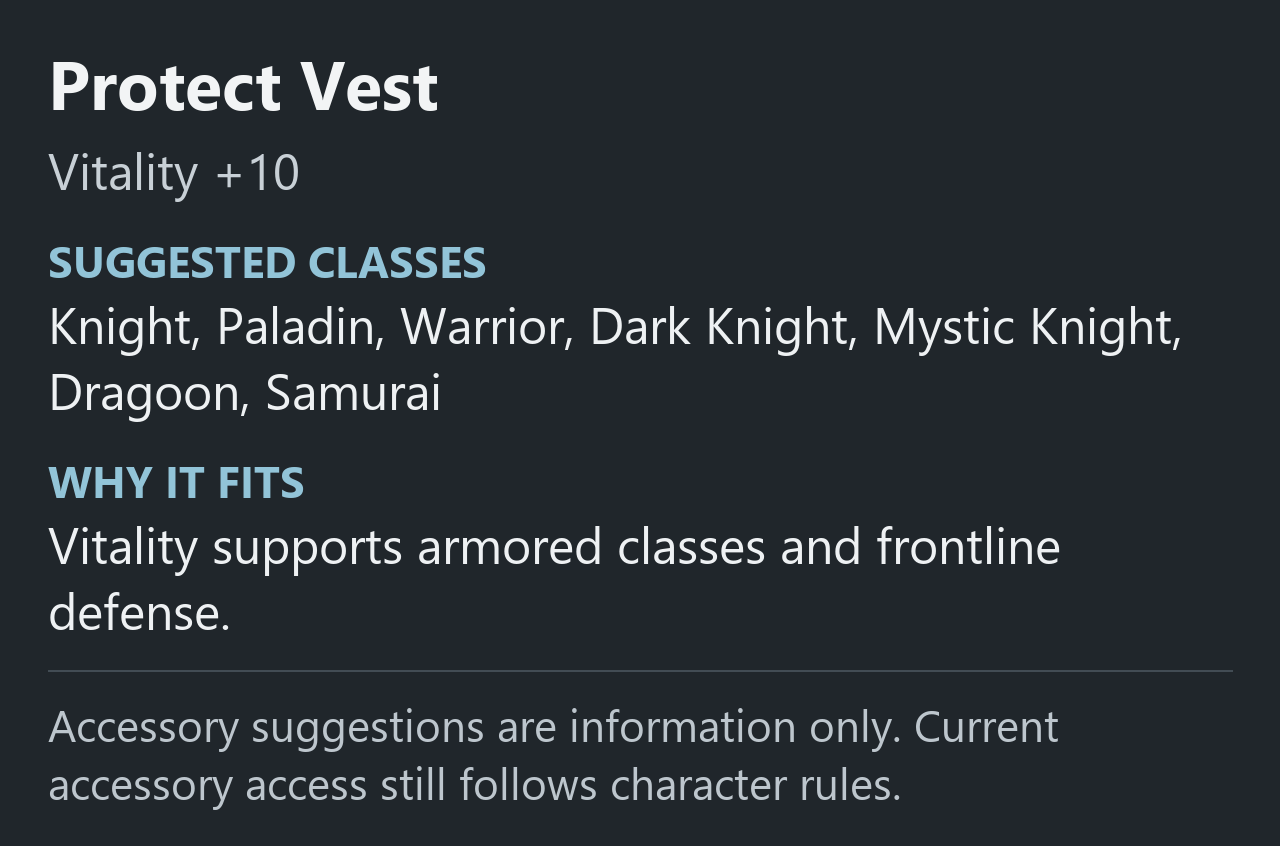 Protect Vest
Vitality +10
SUGGESTED CLASSES
Knight, Paladin, Warrior, Dark Knight, Mystic Knight,
Dragoon, Samurai
WHY IT FITS
Vitality supports armored classes and frontline
defense.
Accessory suggestions are information only. Current
accessory access still follows character rules.